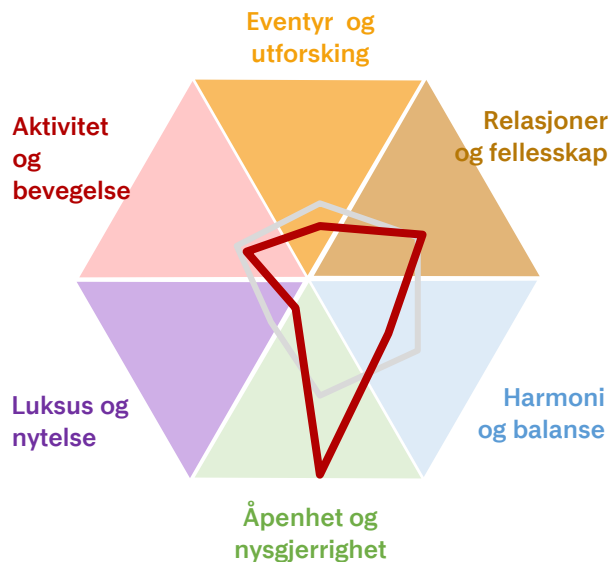 Eventyr og
utforsking
Relasjoner
og fellesskap
Aktivitet
og
bevegelse
Luksus og
nytelse
Harmoni
og balanse
Åpenhet og
nysgjerrighet